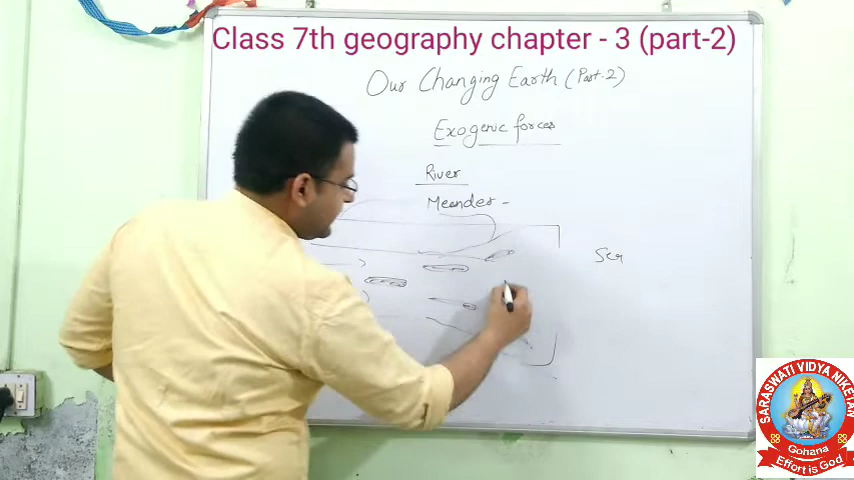 Class 7th geography chapter - 3 (part-2)
Our Changing Earth (Part-2)
Exogenic forces
River
Meander -
SARASWATI VIDYA NIKETAN
Gohana
Effort is God